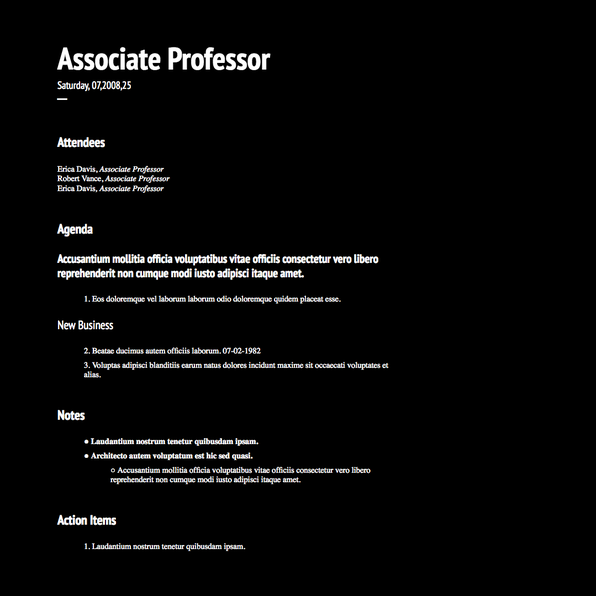 Associate Professor
Saturday, 07,2008,25
Attendees
Erica Davis, Associate Professor
Robert Vance, Associate Professor
Erica Davis, Associate Professor
Agenda
Accusantium mollitia officia voluptatibus vitae officiis consectetur vero libero
reprehenderit non cumque modi iusto adipisci itaque amet.
1. Eos doloremque vel laborum laborum odio doloremque quidem placeat esse.
New Business
2. Beatae ducimus autem officiis laborum. 07-02-1982
3. Voluptas adipisci blanditiis earum natus dolores incidunt maxime sit occaecati voluptates et
alias.
Notes
● Laudantium nostrum tenetur quibusdam ipsam.
● Architecto autem voluptatum est hic sed quasi.
○ Accusantium mollitia officia voluptatibus vitae officiis consectetur vero libero
reprehenderit non cumque modi iusto adipisci itaque amet.
Action Items
1. Laudantium nostrum tenetur quibusdam ipsam.